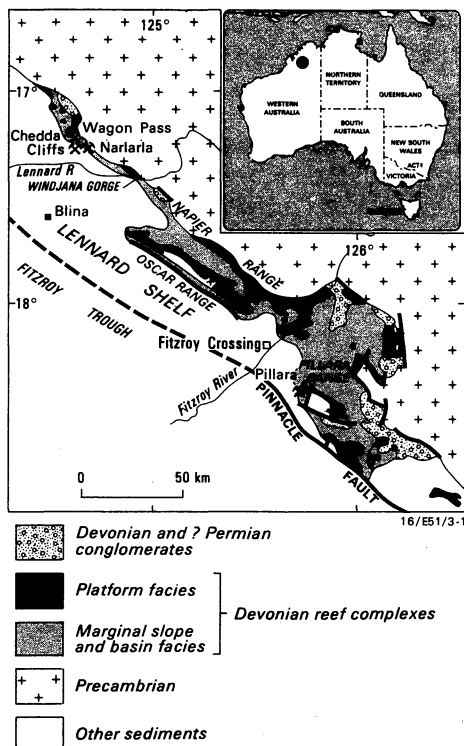 125°
17°
NORTHERN
TERRITORY
QUEENSLAND
WESTERN
AUSTRALIA
SOUTH
AUSTRALIA
NEW SOUTH
WALES
ACT
VICTORIA
Wagon Pass
Chedda
Cliffs
Narlarla
Lennard R
WINDJANA GORGE
Blina
NAPIER
RANGE
126°
LENNARD
SHELF
OSCAR RANGE
18°
FITZROY
TROUGH
Fitzroy Crossing
PILLARA
Pillara
Fitzroy River
PINNACLE
FAULT
0 50 km
16/E51/3-1
Devonian and ? Permian
conglomerates
Platform facies
Devonian reef complexes
Marginal slope
and basin facies
Precambrian
Other sediments